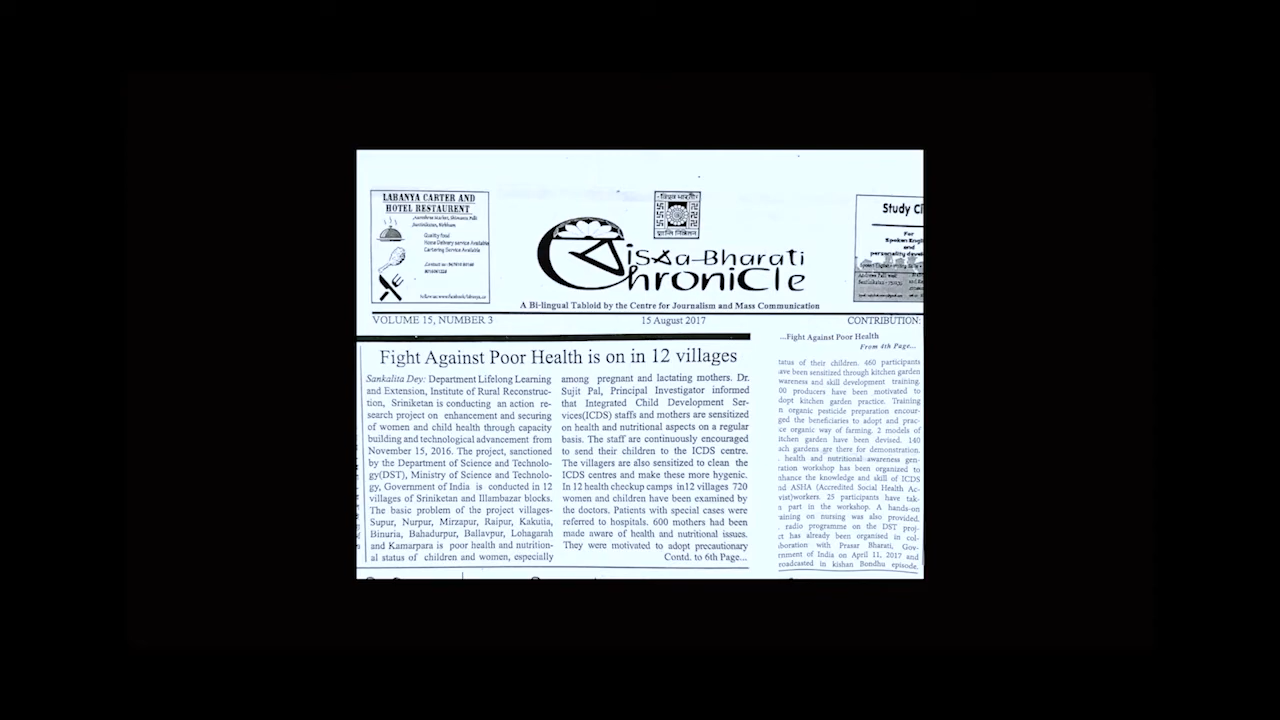 LABANYA CARTER AND
HOTEL RESTAURENT
Quality food
Home Delivery service Available
Cartering Service Available
विश्व भारती
शान्ति निकेतन
Visva-Bharati
Chronicle
A Bi-lingual Tabloid by the Centre for Journalism and Mass Communication
Study
For
Spoken
personality
VOLUME 15, NUMBER 3
15 August 2017
CONTRIBUTION:
Fight Against Poor Health is on in 12 villages
Sankalita Dey: Department Lifelong Learning
and Extension, Institute of Rural Reconstruc-
tion, Sriniketan is conducting an action re-
search project on enhancement and securing
of women and child health through capacity
building and technological advancement from
November 15, 2016. The project, sanctioned
by the Department of Science and Technolo-
gy(DST), Ministry of Science and Technolo-
gy, Government of India is conducted in 12
villages of Sriniketan and Illambazar blocks.
The basic problem of the project villages-
Supur, Nurpur, Mirzapur, Raipur, Kakutia,
Binuria, Bahadurpur, Ballavpur, Lohagarah
and Kamarpara is poor health and nutrition-
al status of children and women, especially
among pregnant and lactating mothers. Dr.
Sujit Pal, Principal Investigator informed
that Integrated Child Development Ser-
vices(ICDS) staffs and mothers are sensitized
on health and nutritional aspects on a regular
basis. The staff are continuously encouraged
to send their children to the ICDS centre.
The villagers are also sensitized to clean the
ICDS centres and make these more hygenic.
In 12 health checkup camps in12 villages 720
women and children have been examined by
the doctors. Patients with special cases were
referred to hospitals. 600 mothers had been
made aware of health and nutritional issues.
They were motivated to adopt precautionary
Contd. to 6th Page...
...Fight Against Poor Health
From 4th Page...
tatus of their children. 460 participants
ave been sensitized through kitchen garden
wareness and skill development training.
00 producers have been motivated to
dopt kitchen garden practice. Training
n organic pesticide preparation encour-
ged the beneficiaries to adopt and prac-
ce organic way of farming. 2 models of
itchen garden have been devised. 140
ach gardens are there for demonstration.
health and nutritional awareness gen-
ration workshop has been organized to
nhance the knowledge and skill of ICDS
nd ASHA (Accredited Social Health Ac-
vist)workers. 25 participants have tak-
n part in the workshop. A hands-on
aining on nursing was also provided.
radio programme on the DST proj-
ct has already been organised in col-
boration with Prasar Bharati, Gov-
rnment of India on April 11, 2017 and
roadcasted in kishan Bondhu episode.